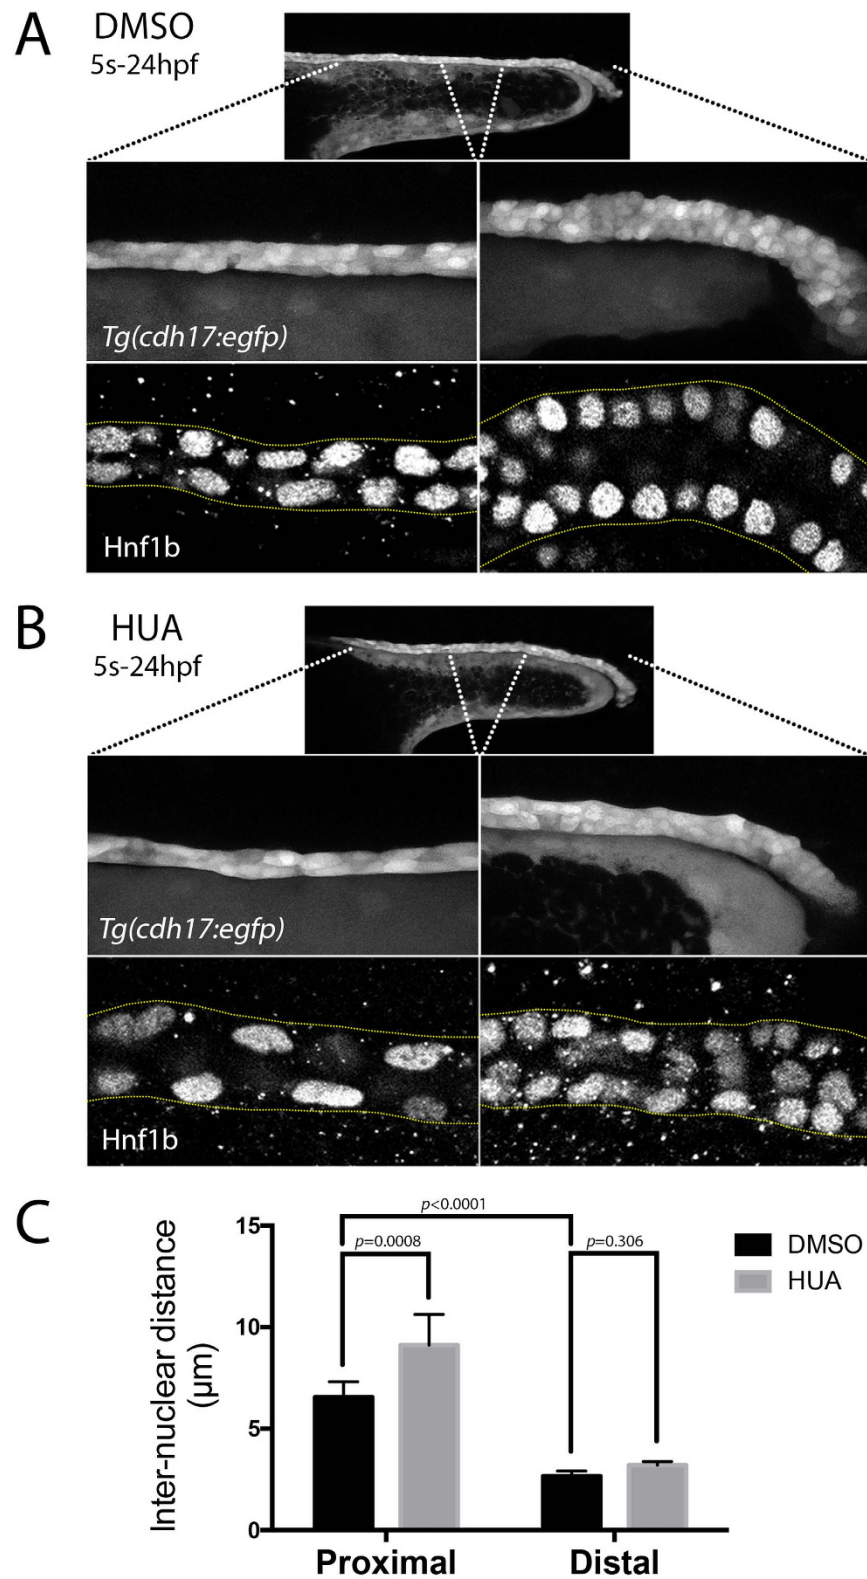 A
DMSO
5s-24hpf
Tg(cdh17:egfp)
Hnf1b
B
HUA
5s-24hpf
Tg(cdh17:egfp)
Hnf1b
C
p<0.0001
p=0.0008
p=0.306
DMSO
HUA
Inter-nuclear distance
(µm)
15
10
5
0
Proximal
Distal